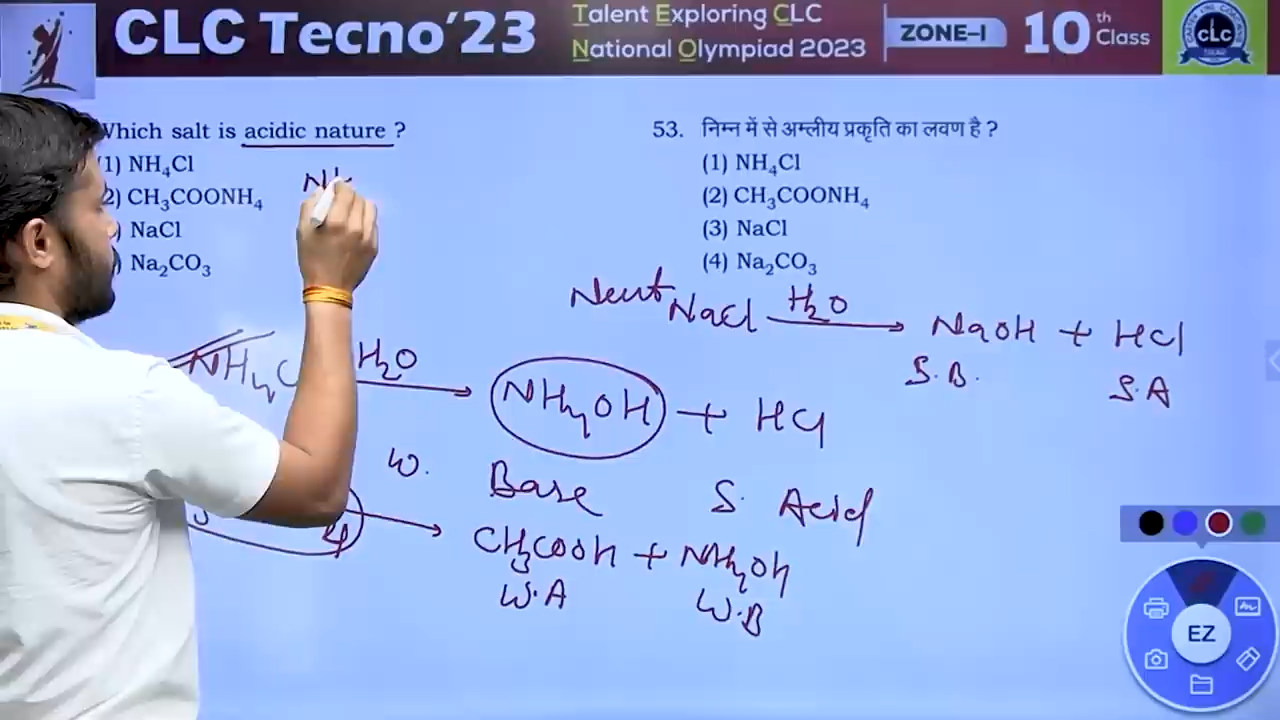 CLC Tecno’23
Talent Exploring CLC
National Olympiad 2023
ZONE–I
10th Class
CLC
Which salt is acidic nature ?
(1) NH₄Cl
2) CH₃COONH₄
) NaCl
) Na₂CO₃
53. निम्न में से अम्लीय प्रकृति का लवण है ?
(1) NH₄Cl
(2) CH₃COONH₄
(3) NaCl
(4) Na₂CO₃
Neut NaCl H₂O NaOH + HCl
S.B. S.A
NH₄C H₂O NH₄OH + HCl
W. Base S. Acid
CH₃COOH + NH₄OH
W.A W.B
EZ